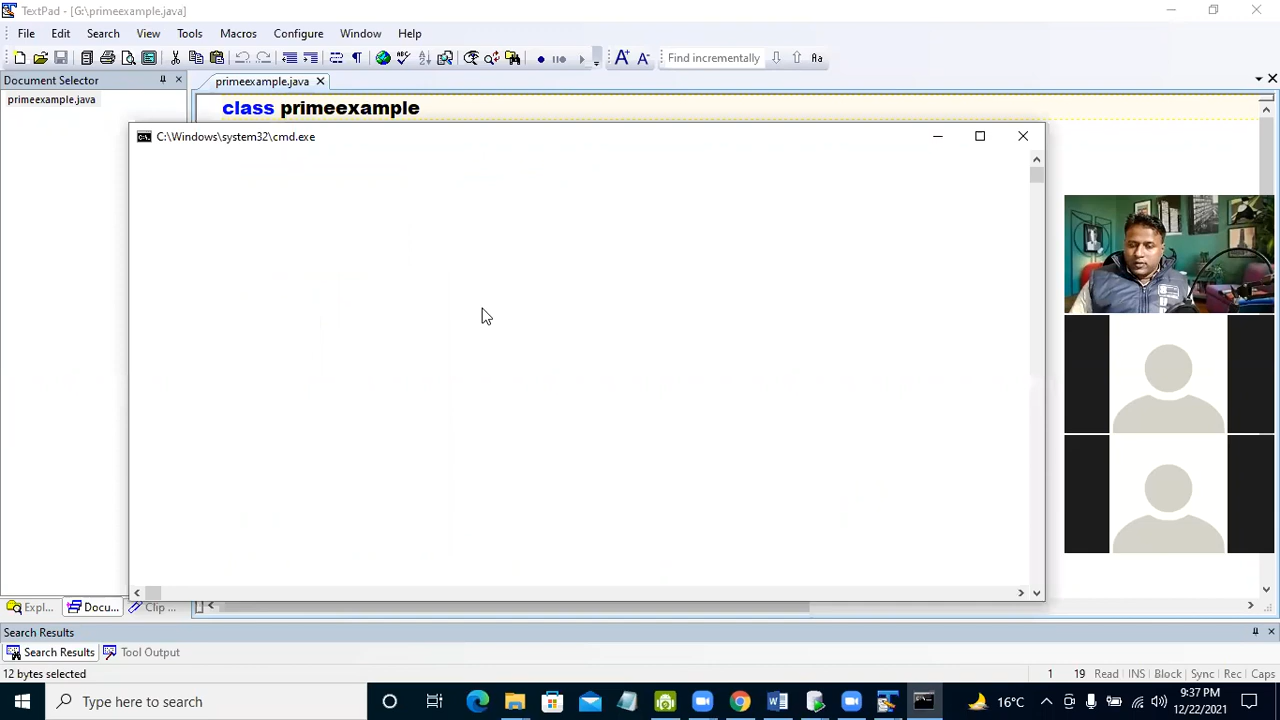 TextPad - [G:\primeexample.java]
File Edit Search View Tools Macros Configure Window Help
Find incrementally
Document Selector
primeexample.java
primeexample.java
class primeexample
C:\Windows\system32\cmd.exe
Expl... Docu... Clip ...
Search Results
Search Results Tool Output
12 bytes selected
1 19 Read INS Block Sync Rec Caps
Type here to search
16°C
9:37 PM
12/22/2021